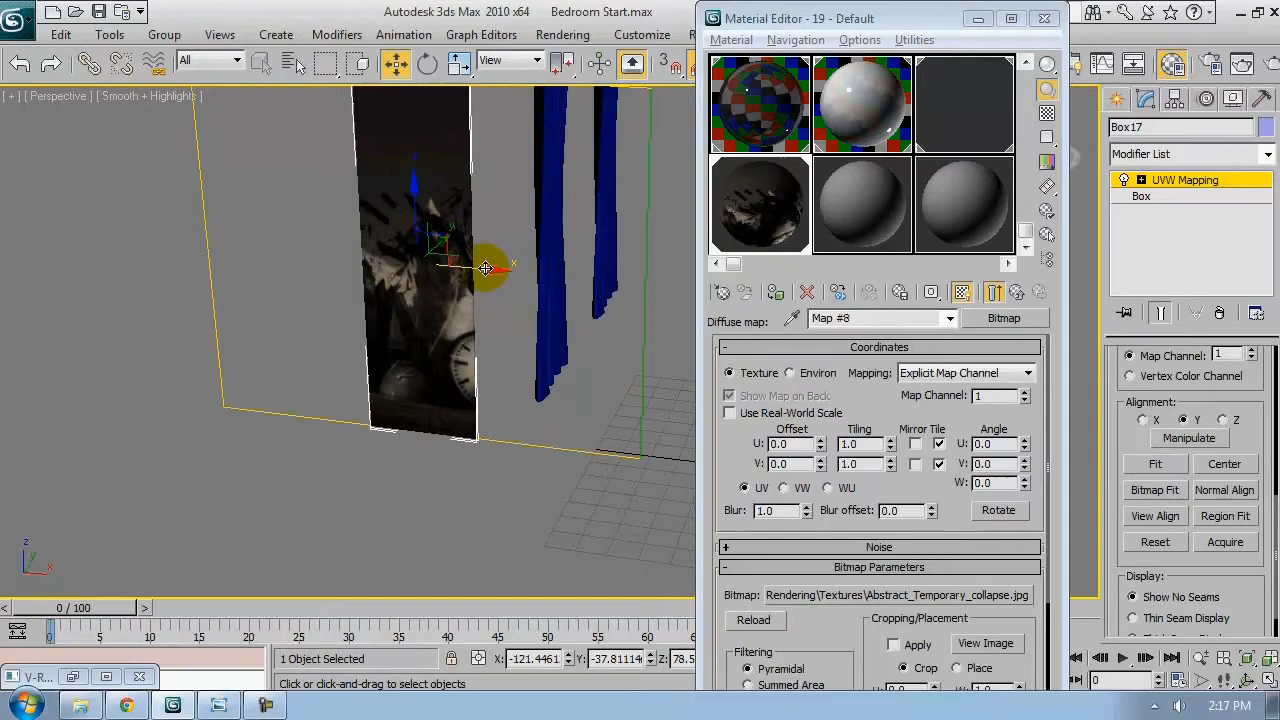 Autodesk 3ds Max 2010 x64 Bedroom Start.max
Material Editor - 19 - Default
Edit Tools Group Views Create Modifiers Animation Graph Editors Rendering Customize
Material Navigation Options Utilities
All
View
3
[ + ] [ Perspective ] [ Smooth + Highlights ]
Box17
Modifier List
UVW Mapping
Box
x
y
z
Diffuse map: Map #8 Bitmap
Coordinates
Texture Environ Mapping: Explicit Map Channel
Show Map on Back Map Channel: 1
Use Real-World Scale
Offset Tiling Mirror Tile Angle
U: 0.0 1.0 U: 0.0
V: 0.0 1.0 V: 0.0
W: 0.0
UV VW WU
Blur: 1.0 Blur offset: 0.0 Rotate
Noise
Bitmap Parameters
Bitmap: Rendering\Textures\Abstract_Temporary_collapse.jpg
Reload Cropping/Placement
Apply View Image
Filtering
Pyramidal Crop Place
Summed Area
Map Channel: 1
Vertex Color Channel
Alignment:
X Y Z
Manipulate
Fit Center
Bitmap Fit Normal Align
View Align Region Fit
Reset Acquire
Display:
Show No Seams
Thin Seam Display
z
y
x
0 / 100
0 5 10 15 20 25 30 35 40 45 50 55 60
1 Object Selected X: -121.4461 Y: -37.8111 Z: 78.5
Click or click-and-drag to select objects
V-R...
0
2:17 PM